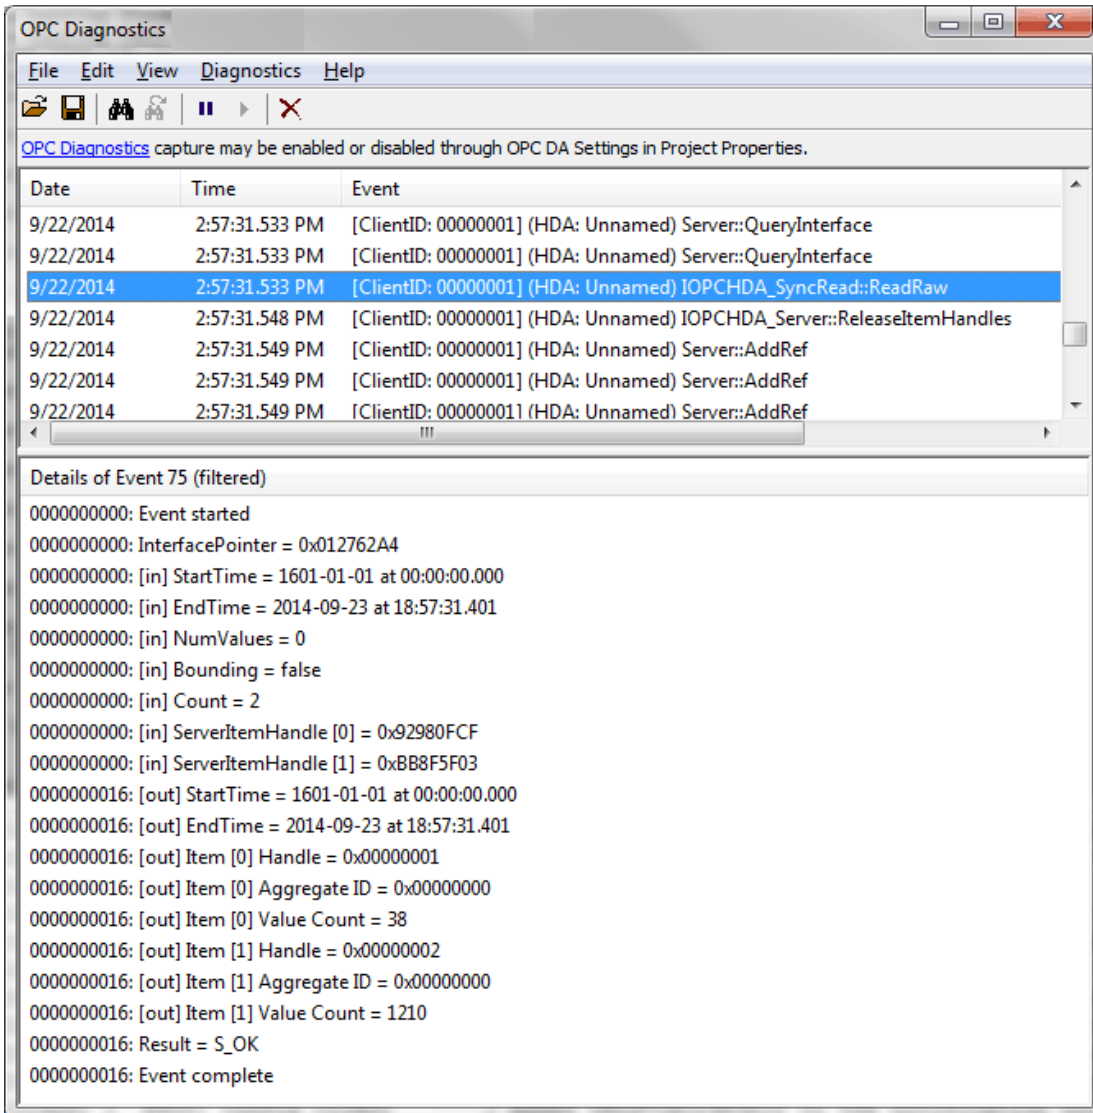 OPC Diagnostics
File Edit View Diagnostics Help
OPC Diagnostics capture may be enabled or disabled through OPC DA Settings in Project Properties.
Date Time Event
9/22/2014 2:57:31.533 PM [ClientID: 00000001] (HDA: Unnamed) Server::QueryInterface
9/22/2014 2:57:31.533 PM [ClientID: 00000001] (HDA: Unnamed) Server::QueryInterface
9/22/2014 2:57:31.533 PM [ClientID: 00000001] (HDA: Unnamed) IOPCHDA_SyncRead::ReadRaw
9/22/2014 2:57:31.548 PM [ClientID: 00000001] (HDA: Unnamed) IOPCHDA_Server::ReleaseItemHandles
9/22/2014 2:57:31.549 PM [ClientID: 00000001] (HDA: Unnamed) Server::AddRef
9/22/2014 2:57:31.549 PM [ClientID: 00000001] (HDA: Unnamed) Server::AddRef
9/22/2014 2:57:31.549 PM [ClientID: 00000001] (HDA: Unnamed) Server::AddRef
Details of Event 75 (filtered)
0000000000: Event started
0000000000: InterfacePointer = 0x012762A4
0000000000: [in] StartTime = 1601-01-01 at 00:00:00.000
0000000000: [in] EndTime = 2014-09-23 at 18:57:31.401
0000000000: [in] NumValues = 0
0000000000: [in] Bounding = false
0000000000: [in] Count = 2
0000000000: [in] ServerItemHandle [0] = 0x92980FCF
0000000000: [in] ServerItemHandle [1] = 0xBB8F5F03
0000000016: [out] StartTime = 1601-01-01 at 00:00:00.000
0000000016: [out] EndTime = 2014-09-23 at 18:57:31.401
0000000016: [out] Item [0] Handle = 0x00000001
0000000016: [out] Item [0] Aggregate ID = 0x00000000
0000000016: [out] Item [0] Value Count = 38
0000000016: [out] Item [1] Handle = 0x00000002
0000000016: [out] Item [1] Aggregate ID = 0x00000000
0000000016: [out] Item [1] Value Count = 1210
0000000016: Result = S_OK
0000000016: Event complete